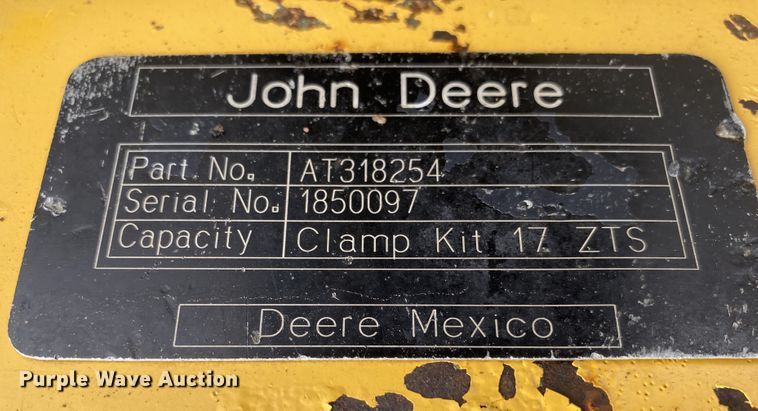 John Deere
Part No. AT318254
Serial No. 1850097
Capacity Clamp Kit 17 ZTS
Deere Mexico
Purple Wave Auction